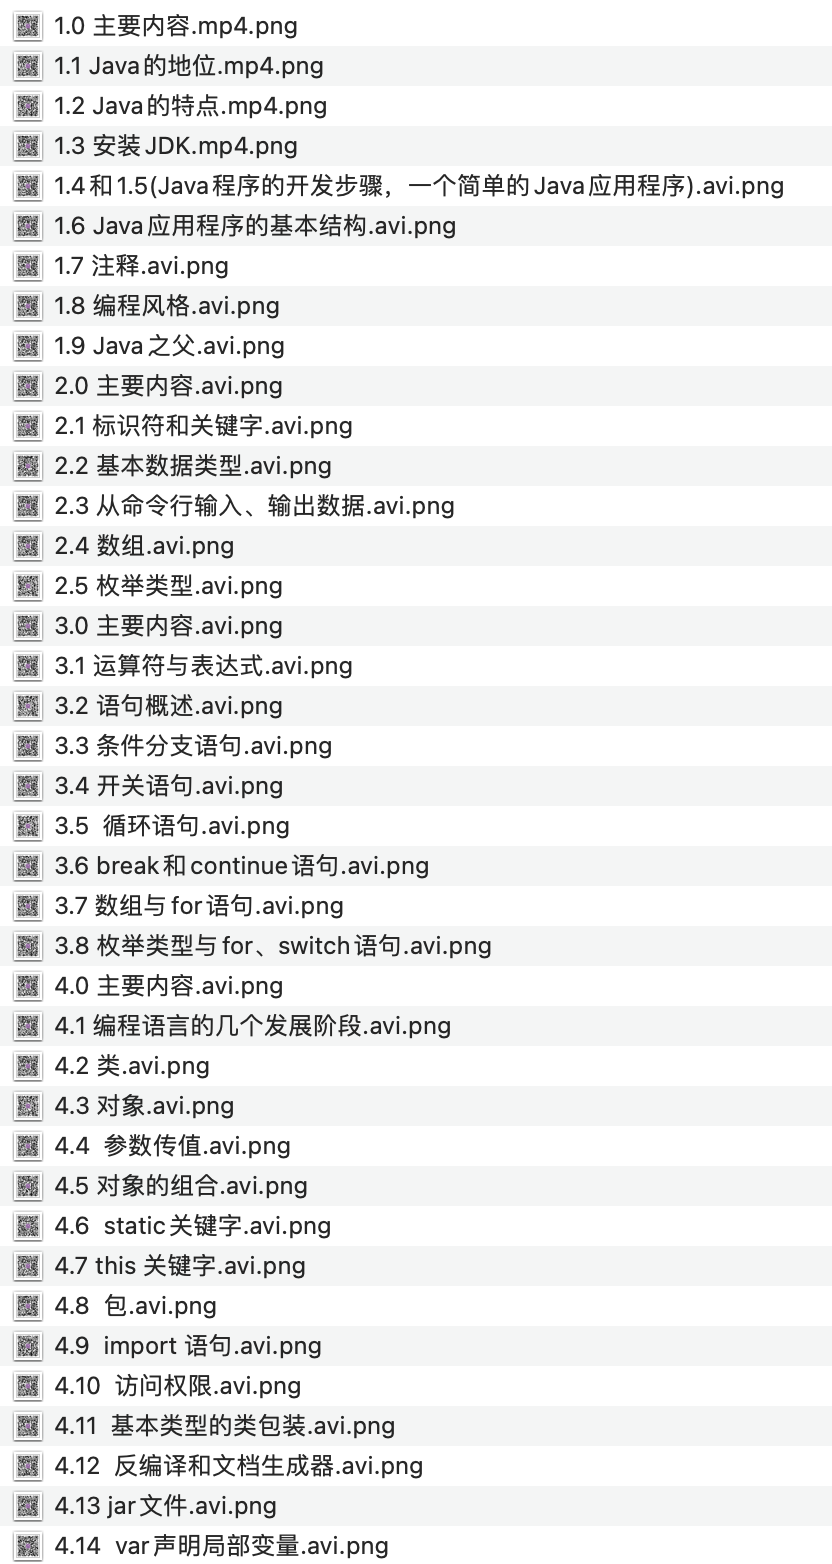 1.0 主要内容.mp4.png
1.1 Java的地位.mp4.png
1.2 Java的特点.mp4.png
1.3 安装JDK.mp4.png
1.4和1.5(Java程序的开发步骤，一个简单的Java应用程序).avi.png
1.6 Java应用程序的基本结构.avi.png
1.7 注释.avi.png
1.8 编程风格.avi.png
1.9 Java之父.avi.png
2.0 主要内容.avi.png
2.1 标识符和关键字.avi.png
2.2 基本数据类型.avi.png
2.3 从命令行输入、输出数据.avi.png
2.4 数组.avi.png
2.5 枚举类型.avi.png
3.0 主要内容.avi.png
3.1 运算符与表达式.avi.png
3.2 语句概述.avi.png
3.3 条件分支语句.avi.png
3.4 开关语句.avi.png
3.5  循环语句.avi.png
3.6 break和continue语句.avi.png
3.7 数组与for语句.avi.png
3.8 枚举类型与for、switch语句.avi.png
4.0 主要内容.avi.png
4.1 编程语言的几个发展阶段.avi.png
4.2 类.avi.png
4.3 对象.avi.png
4.4  参数传值.avi.png
4.5 对象的组合.avi.png
4.6  static关键字.avi.png
4.7 this 关键字.avi.png
4.8  包.avi.png
4.9  import 语句.avi.png
4.10  访问权限.avi.png
4.11  基本类型的类包装.avi.png
4.12  反编译和文档生成器.avi.png
4.13 jar文件.avi.png
4.14  var声明局部变量.avi.png